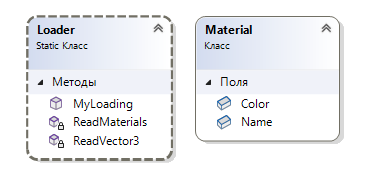 Loader
Static Класс
Методы
MyLoading
ReadMaterials
ReadVector3
Material
Класс
Поля
Color
Name